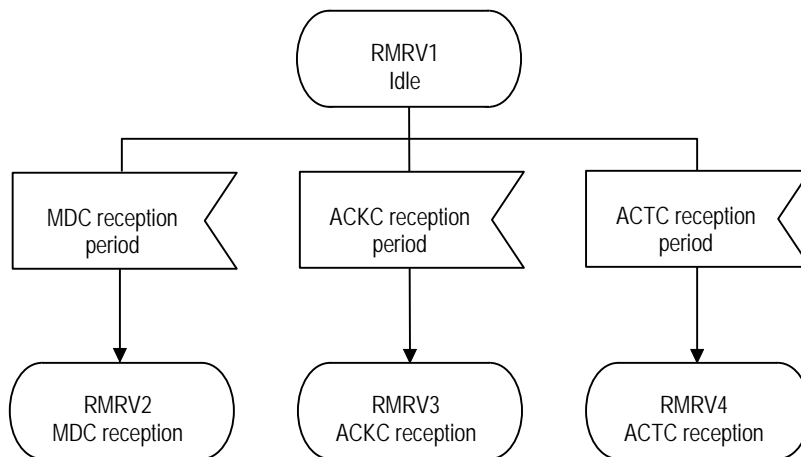 RMRV1
Idle
MDC reception
period
ACKC reception
period
ACTC reception
period
RMRV2
MDC reception
RMRV3
ACKC reception
RMRV4
ACTC reception